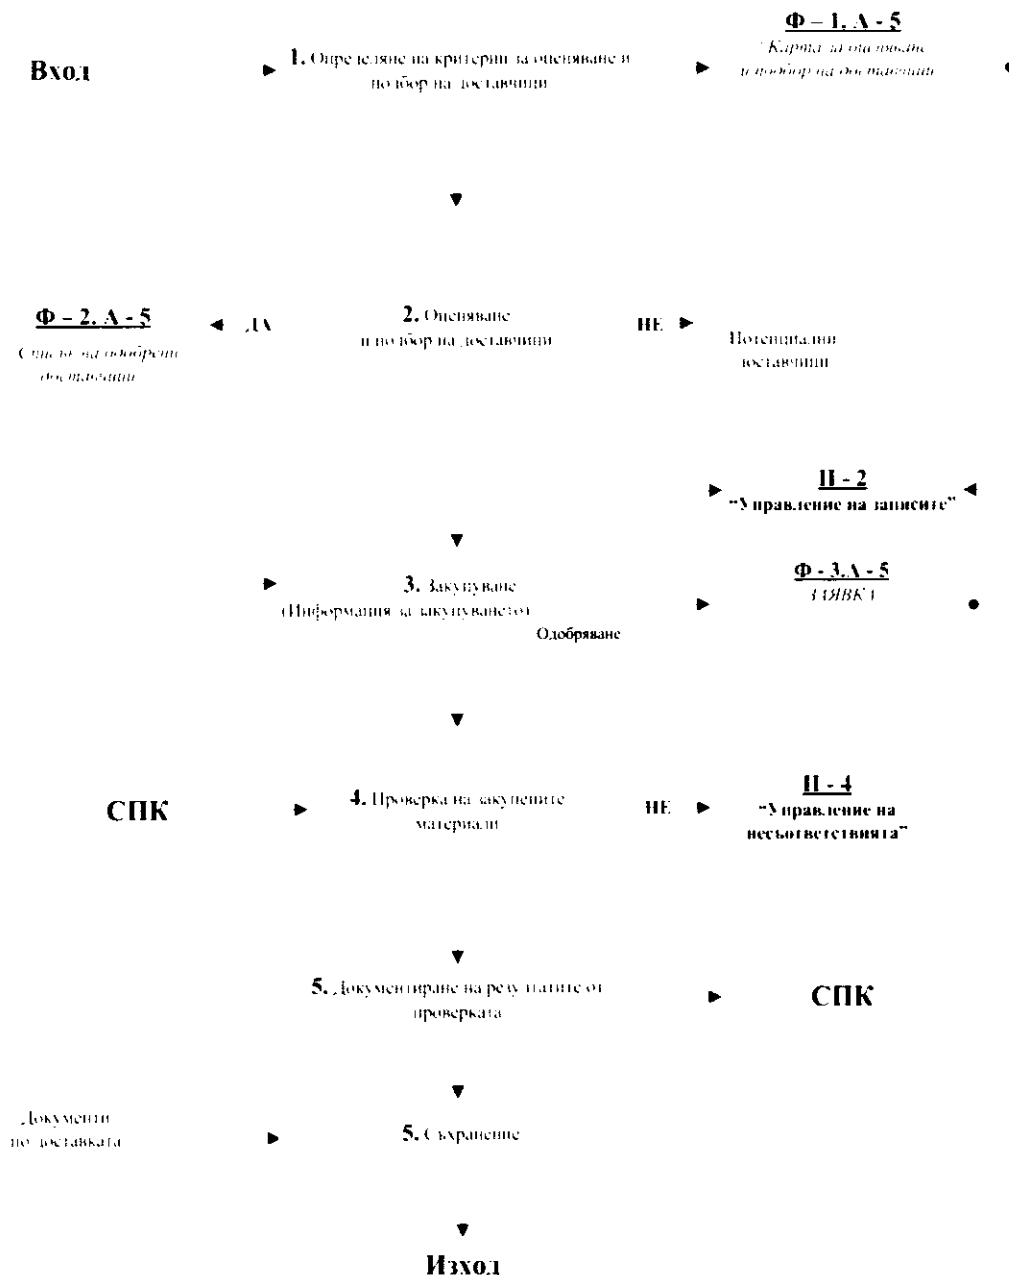 Вход
1. Определяне на критерии за оценяване и
подбор на доставчици
Ф – 1, А - 5
"Карта за оценяване
и подбор на доставчици
Ф – 2, А - 5
Списък на одобрени
доставчици
ДА
2. Оценяване
и подбор на доставчици
НЕ
Потенциални
доставчици
П - 2
“Управление на записите”
3. Закупуване
(Информация за закупуването)
Одобряване
Ф - 3.А - 5
ЗАЯВКА
СПК
4. Проверка на закупените
материали
НЕ
П - 4
“Управление на
несъответствията”
5. Документиране на резултатите от
проверката
СПК
Документи
по доставката
5. Съхранение
Изход